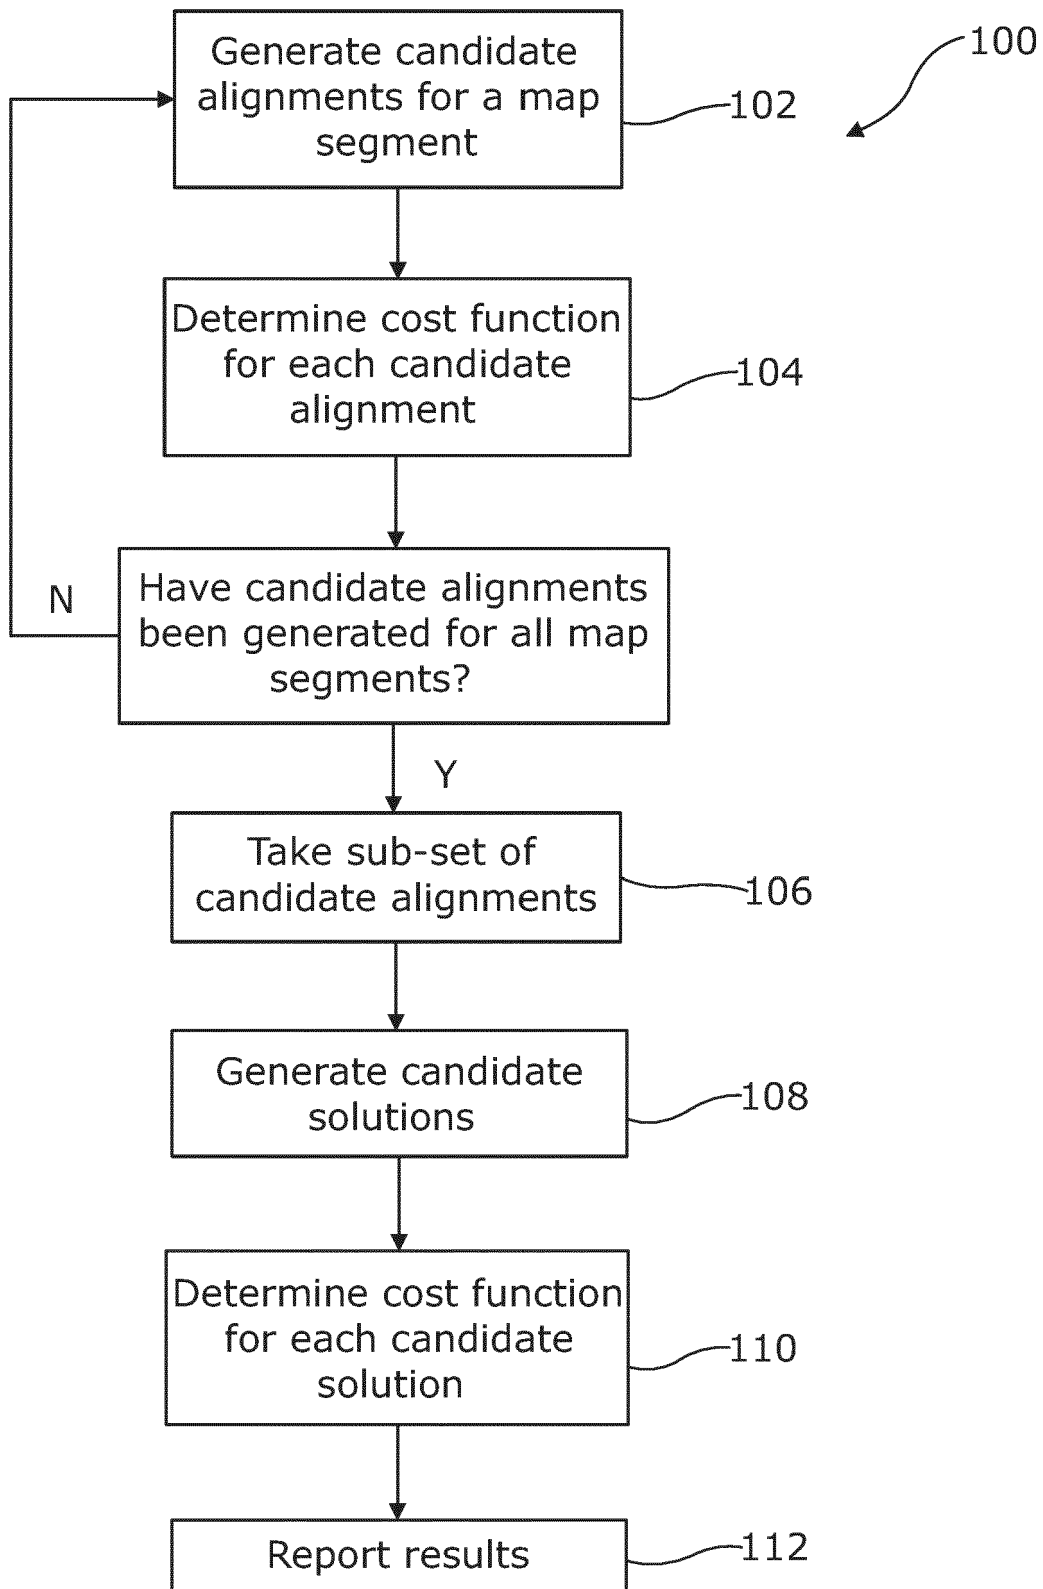 100
Generate candidate
alignments for a map
segment
102
Determine cost function
for each candidate
alignment
104
Have candidate alignments
been generated for all map
segments?
N
Y
Take sub-set of
candidate alignments
106
Generate candidate
solutions
108
Determine cost function
for each candidate
solution
110
Report results
112